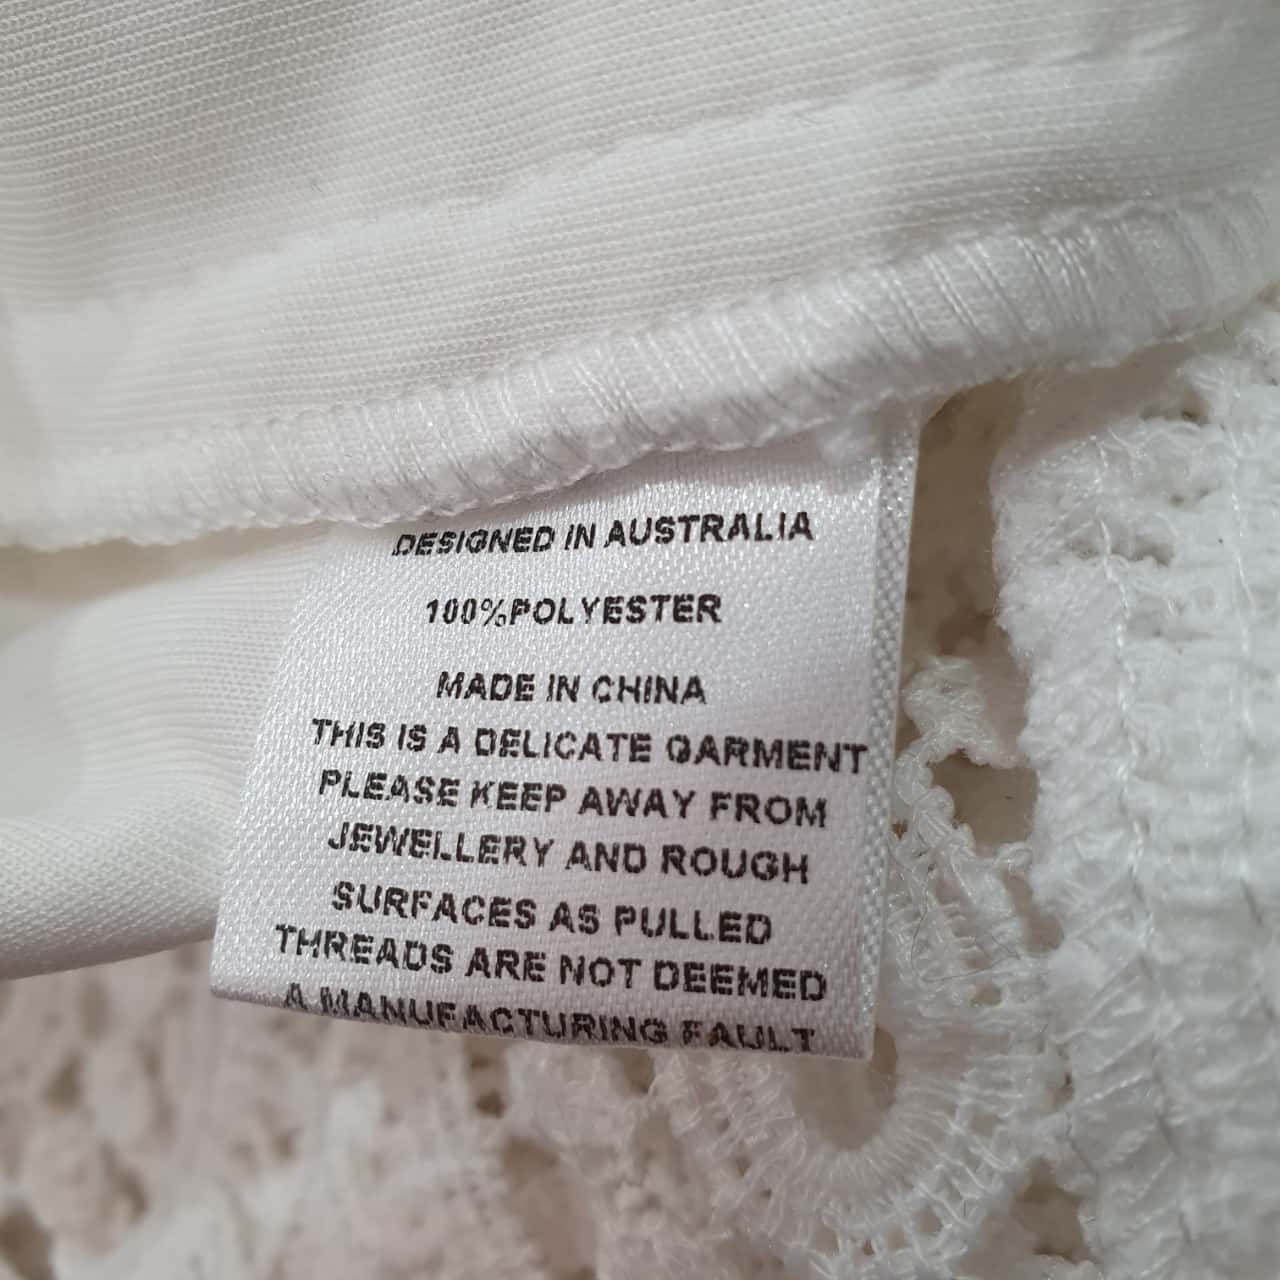 DESIGNED IN AUSTRALIA
100%POLYESTER
MADE IN CHINA
THIS IS A DELICATE GARMENT
PLEASE KEEP AWAY FROM
JEWELLERY AND ROUGH
SURFACES AS PULLED
THREADS ARE NOT DEEMED
A MANUFACTURING FAULT